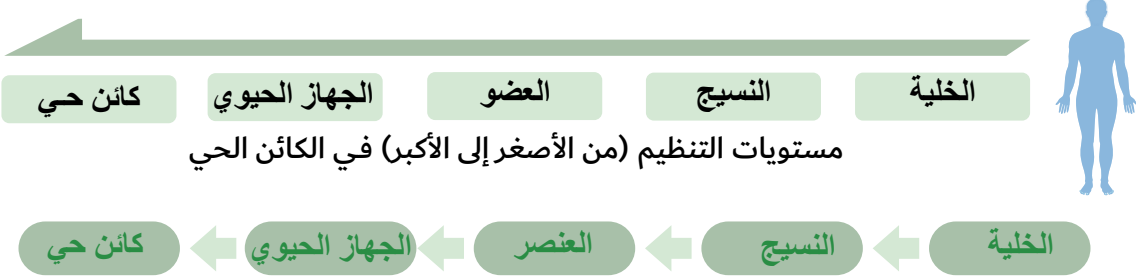 الخلية النسيج العضو الجهاز الحيوي كائن حي
مستويات التنظيم (من الأصغر إلى الأكبر) في الكائن الحي
الخلية النسيج العنصر الجهاز الحيوي كائن حي